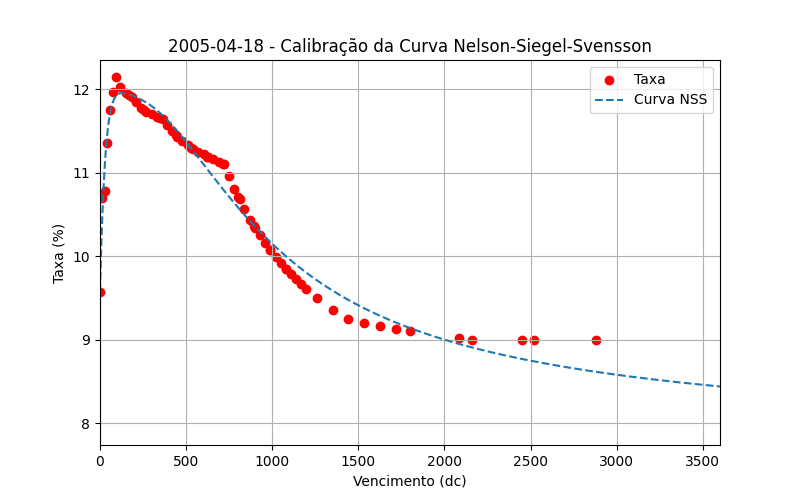 2005-04-18 - Calibração da Curva Nelson-Siegel-Svensson
Taxa
Curva NSS
Taxa (%)
12
11
10
9
8
0 500 1000 1500 2000 2500 3000 3500
Vencimento (dc)